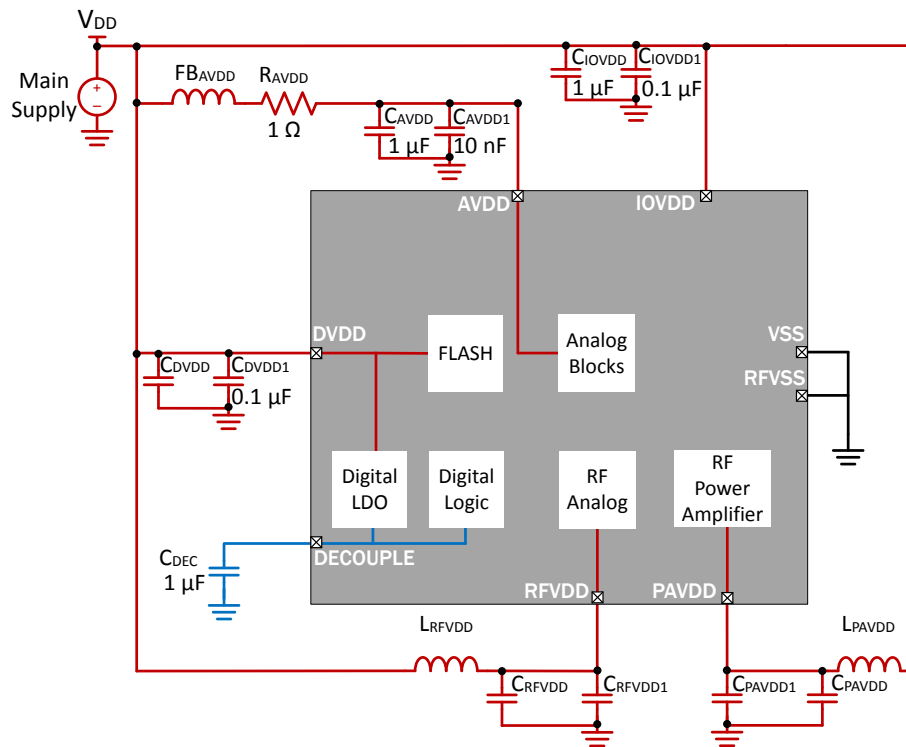 VDD
Main
Supply
+
−
FBAVDD
RAVDD
1 Ω
CAVDD
1 µF
CAVDD1
10 nF
CIOVDD
1 µF
CIOVDD1
0.1 µF
AVDD
IOVDD
DVDD
FLASH
Analog
Blocks
VSS
RFVSS
CDVDD
CDVDD1
0.1 µF
Digital
LDO
Digital
Logic
RF
Analog
RF
Power
Amplifier
DECOUPLE
CDEC
1 µF
RFVDD
PAVDD
LRFVDD
LPAVDD
CRFVDD
CRFVDD1
CPAVDD1
CPAVDD